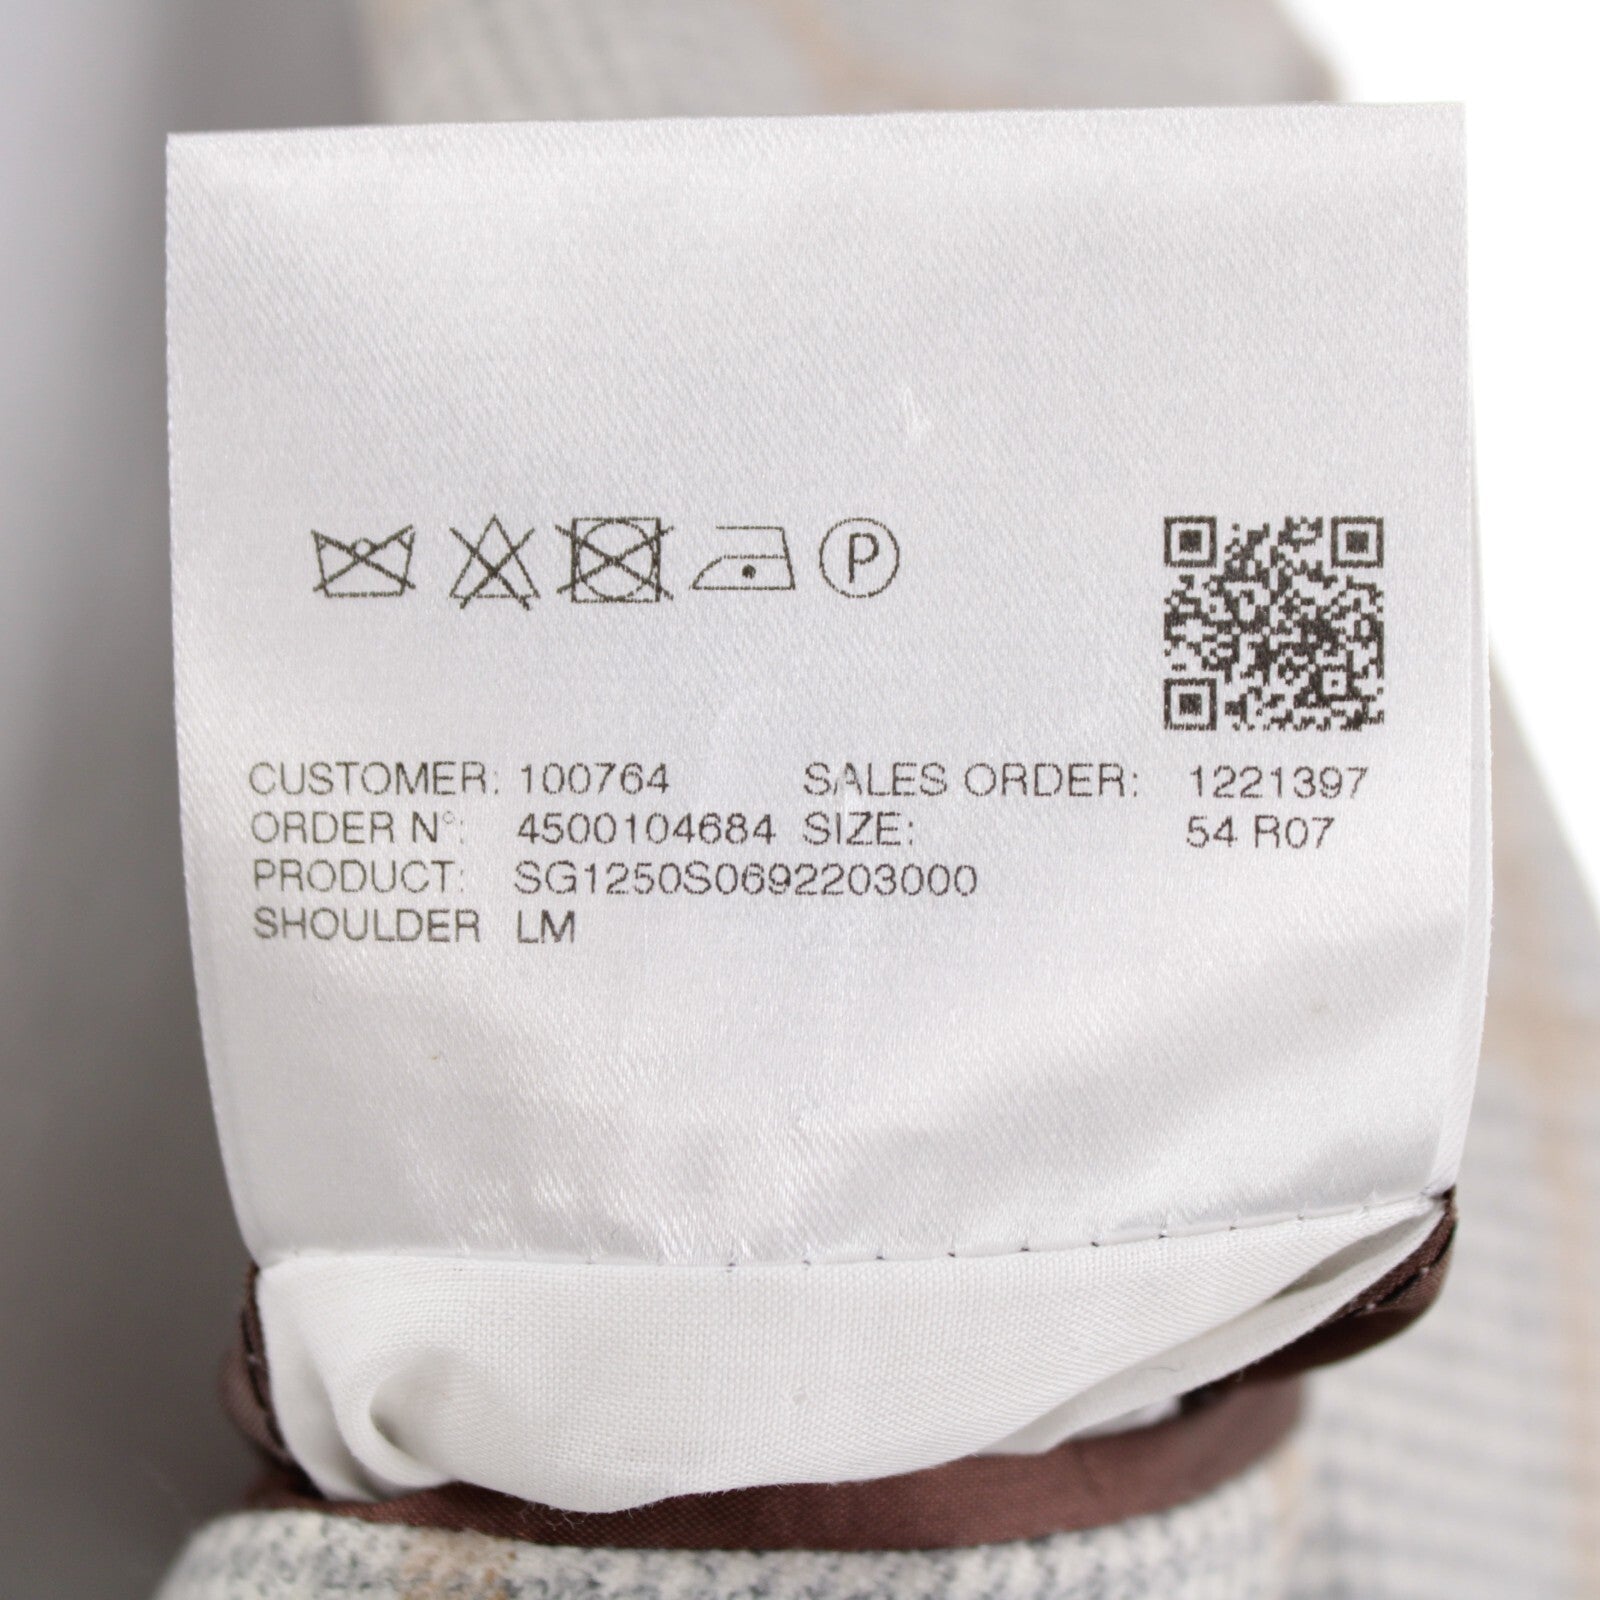 P
CUSTOMER: 100764 SALES ORDER: 1221397
ORDER N°: 4500104684 SIZE: 54 R07
PRODUCT: SG1250S0692203000
SHOULDER LM